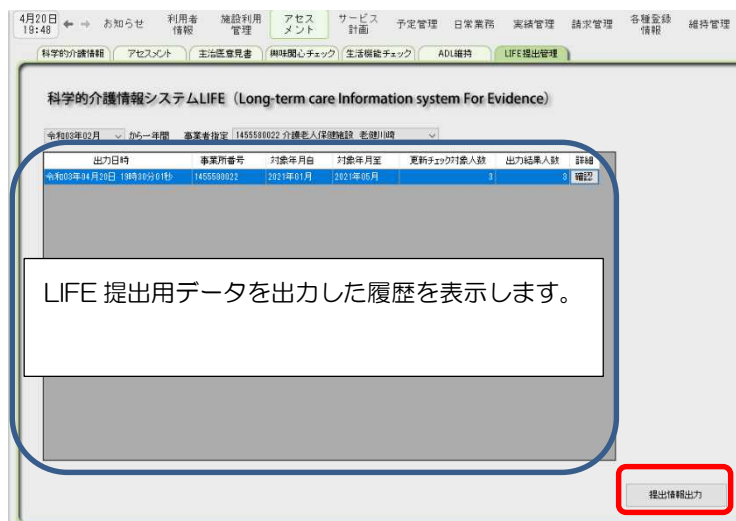 4月20日 19:48 ← → お知らせ 利用者情報 施設利用管理 アセスメント サービス計画 予定管理 日常業務 実績管理 請求管理 各種登録情報 維持管理
科学的介護情報 アセスメント 主治医意見書 興味関心チェック 生活機能チェック ADL維持 LIFE提出管理
科学的介護情報システムLIFE（Long-term care Information system For Evidence）
令和03年02月 から一年間 事業者指定 1455580022 介護老人保健施設 老健川崎
出力日時 事業所番号 対象年月自 対象年月至 更新チェック対象人数 出力結果人数 詳細
令和03年04月20日 19時30分01秒 1455580022 2021年01月 2021年05月 3 3 確認
LIFE 提出用データを出力した履歴を表示します。
提出情報出力